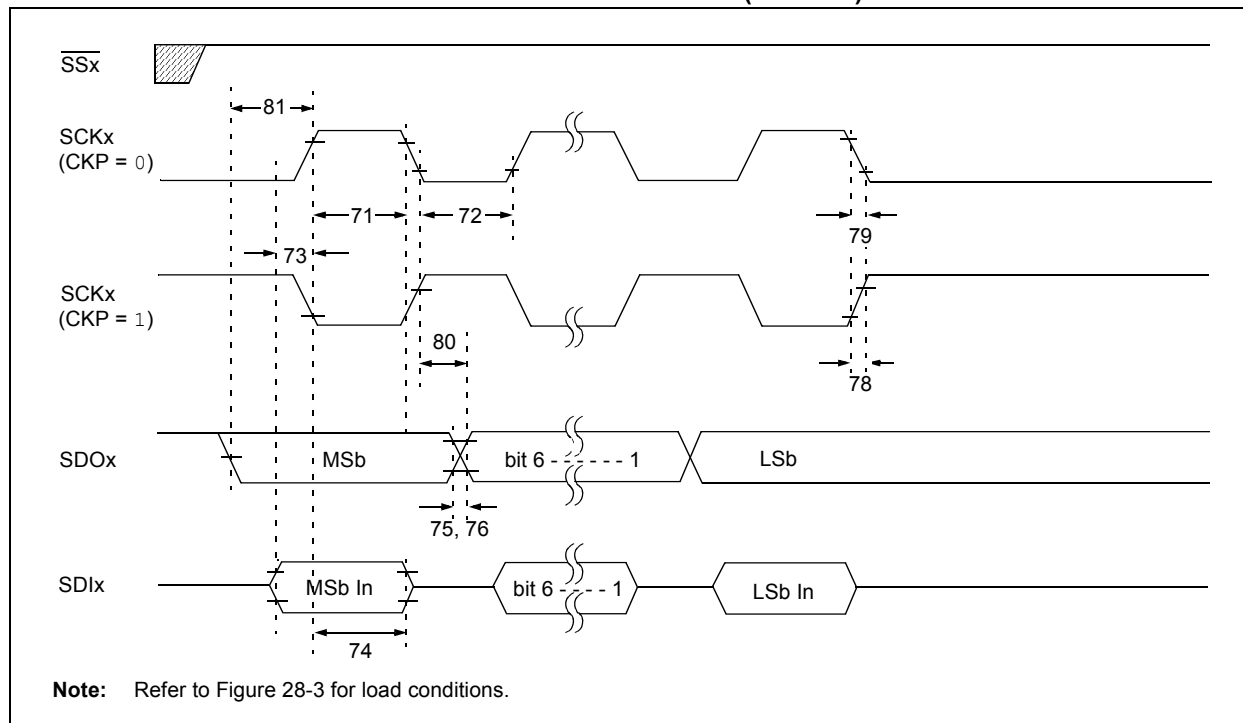 SSx
81
SCKx
(CKP = 0)
71
72
79
73
SCKx
(CKP = 1)
80
78
SDOx
MSb
bit 6 - - - - - - 1
LSb
75, 76
SDIx
MSb In
bit 6 - - - - 1
LSb In
74
Note: Refer to Figure 28-3 for load conditions.